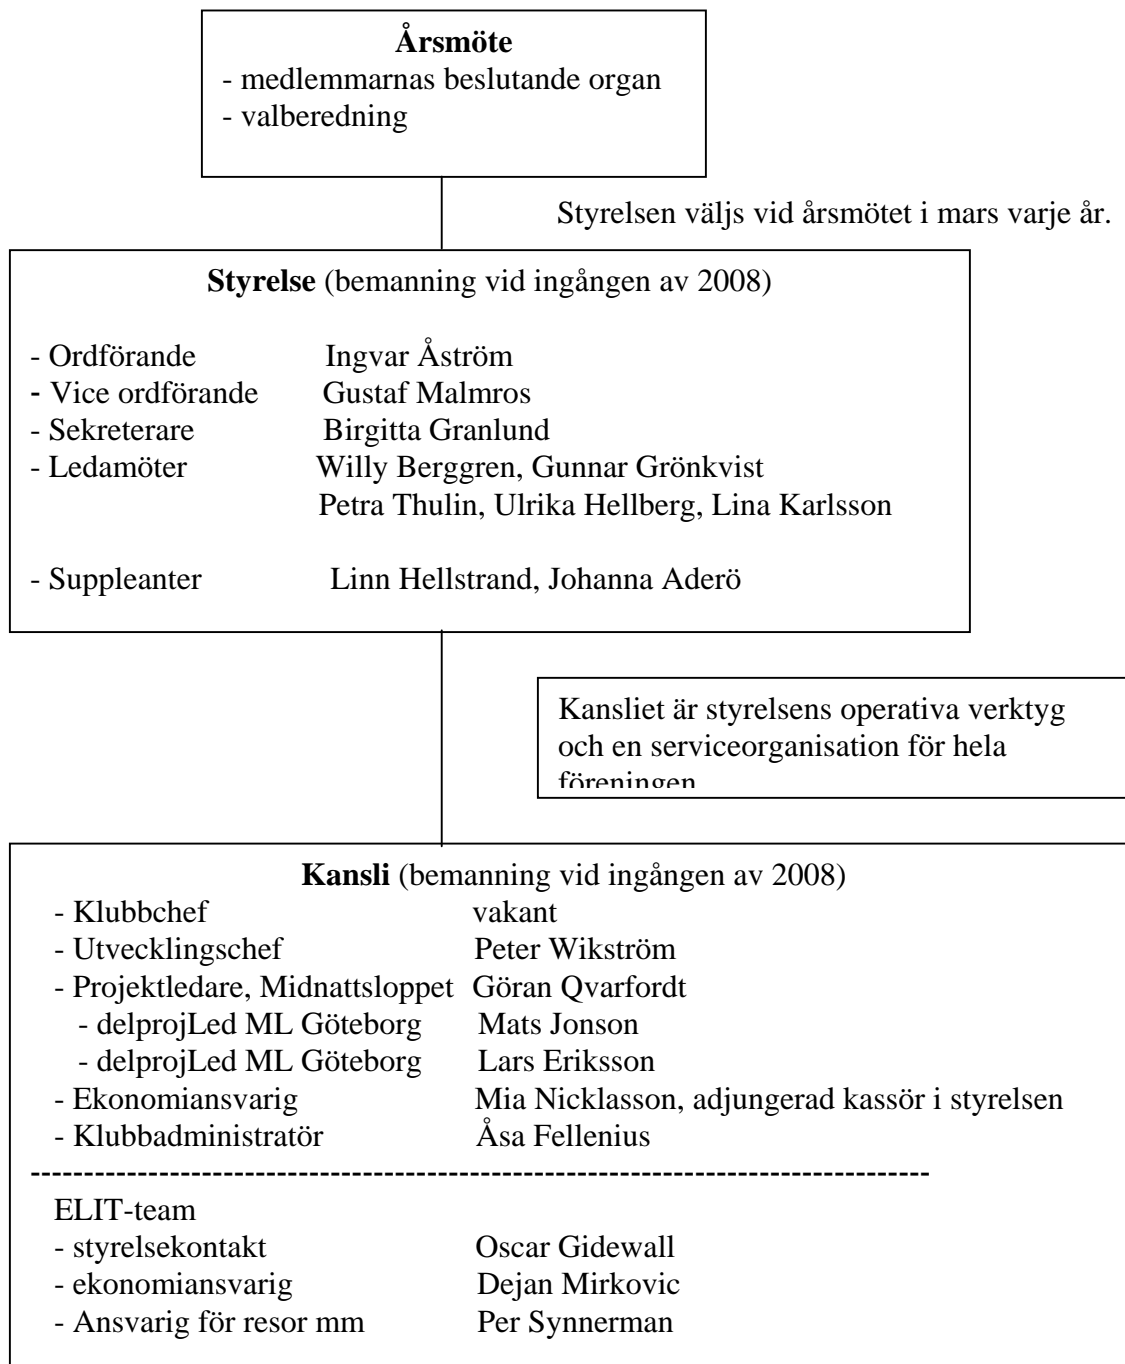 Årsmöte
- medlemmarnas beslutande organ
- valberedning
Styrelsen väljs vid årsmötet i mars varje år.
Styrelse (bemanning vid ingången av 2008)
- Ordförande Ingvar Åström
- Vice ordförande Gustaf Malmros
- Sekreterare Birgitta Granlund
- Ledamöter Willy Berggren, Gunnar Grönkvist
Petra Thulin, Ulrika Hellberg, Lina Karlsson
- Suppleanter Linn Hellstrand, Johanna Aderö
Kansliet är styrelsens operativa verktyg
och en serviceorganisation för hela
föreningen
Kansli (bemanning vid ingången av 2008)
- Klubbchef vakant
- Utvecklingschef Peter Wikström
- Projektledare, Midnattsloppet Göran Qvarfordt
- delprojLed ML Göteborg Mats Jonson
- delprojLed ML Göteborg Lars Eriksson
- Ekonomiansvarig Mia Nicklasson, adjungerad kassör i styrelsen
- Klubbadministratör Åsa Fellenius
-------------------------------------------------------------------------------------
ELIT-team
- styrelsekontakt Oscar Gidewall
- ekonomiansvarig Dejan Mirkovic
- Ansvarig för resor mm Per Synnerman